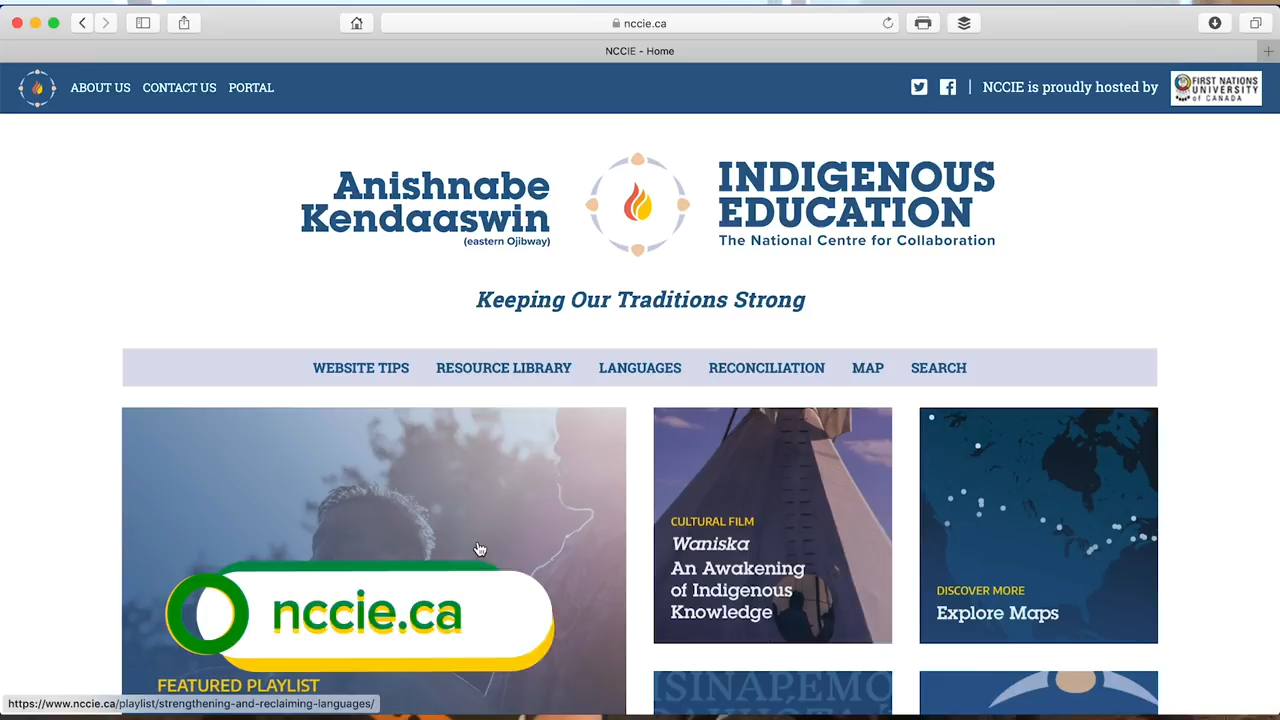 nccie.ca
NCCIE - Home
ABOUT US CONTACT US PORTAL
NCCIE is proudly hosted by
FIRST NATIONS
UNIVERSITY
of CANADA
Anishnabe
Kendaaswin
(eastern Ojibway)
INDIGENOUS
EDUCATION
The National Centre for Collaboration
Keeping Our Traditions Strong
WEBSITE TIPS RESOURCE LIBRARY LANGUAGES RECONCILIATION MAP SEARCH
CULTURAL FILM
Waniska
An Awakening
of Indigenous
Knowledge
DISCOVER MORE
Explore Maps
nccie.ca
FEATURED PLAYLIST
https://www.nccie.ca/playlist/strengthening-and-reclaiming-languages/